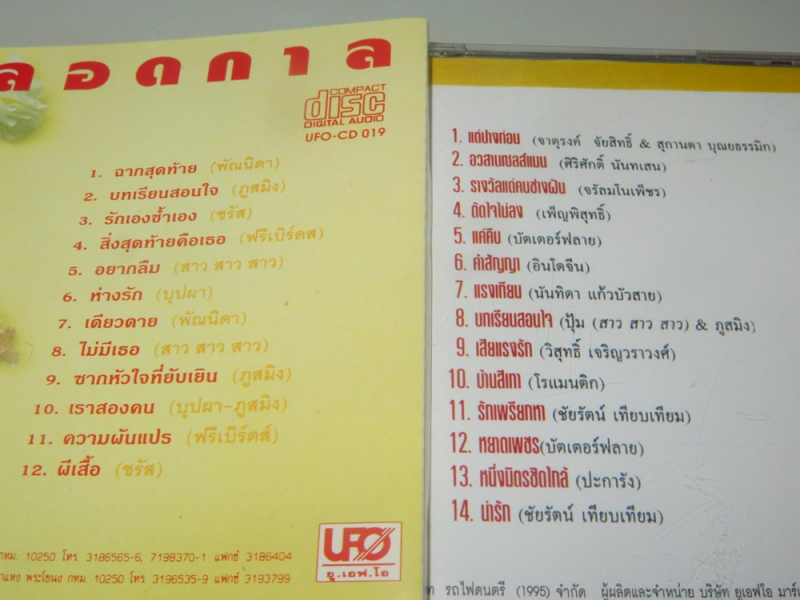 ลอดกาล
COMPACT
disc
DIGITAL AUDIO
UFO-CD 019
1. ฉากสุดท้าย (พัณนิดา)
2. บทเรียนสอนใจ (ภูสมิง)
3. รักเองช้ำเอง (ชรัส)
4. สิ่งสุดท้ายคือเธอ (ฟรีเบิร์ดส)
5. อยากลืม (สาว สาว สาว)
6. ห่างรัก (บุปผา)
7. เดียวดาย (พัณนิดา)
8. ไม่มีเธอ (สาว สาว สาว)
9. ซากหัวใจที่ยับเยิน (ภูสมิง)
10. เราสองคน (บุปผา-ภูสมิง)
11. ความผันแปร (ฟรีเบิร์ดส์)
12. ผีเสื้อ (ชรัส)
UFO
ยู.เอฟ.โอ
กทม. 10250 โทร. 3186565-6, 7198370-1 แฟกซ์ 3186404
พระโขนง กทม 10250 โทร. 3196535-9 แฟกซ์ 3193799
1. แต่ปางก่อน (จาตุรงค์ จัยสิทธิ์ & สุกานดา บุณยธรรมิก)
2. อวสานเซลส์แมน (ศิริศักดิ์ นันทเสน)
3. รางวัลแด่คนช่างฝัน (จรัลมโนเพ็ชร)
4. ตัดใจไม่ลง (เพ็ญพิสุทธิ์)
5. แค่คืบ (บัตเตอร์ฟลาย)
6. คำสัญญา (อินโดจีน)
7. แรงเทียน (นันทิดา แก้วบัวสาย)
8. บทเรียนสอนใจ (ปุ้ม (สาว สาว สาว) & ภูสมิง)
9. เสียแรงรัก (วิสุทธิ์ เจริญวราวงศ์)
10. บ้านสีเทา (โรแมนติก)
11. รักเพรียกหา (ชัยรัตน์ เทียบเทียม)
12. หยาดเพชร(บัตเตอร์ฟลาย)
13. หนึ่งมิตรชิดใกล้ (ปะการัง)
14. น่ารัก (ชัยรัตน์ เทียบเทียม)
รถไฟดนตรี (1995) จำกัด ผู้ผลิตและจำหน่าย บริษัท ยูเอฟโอ มาร์